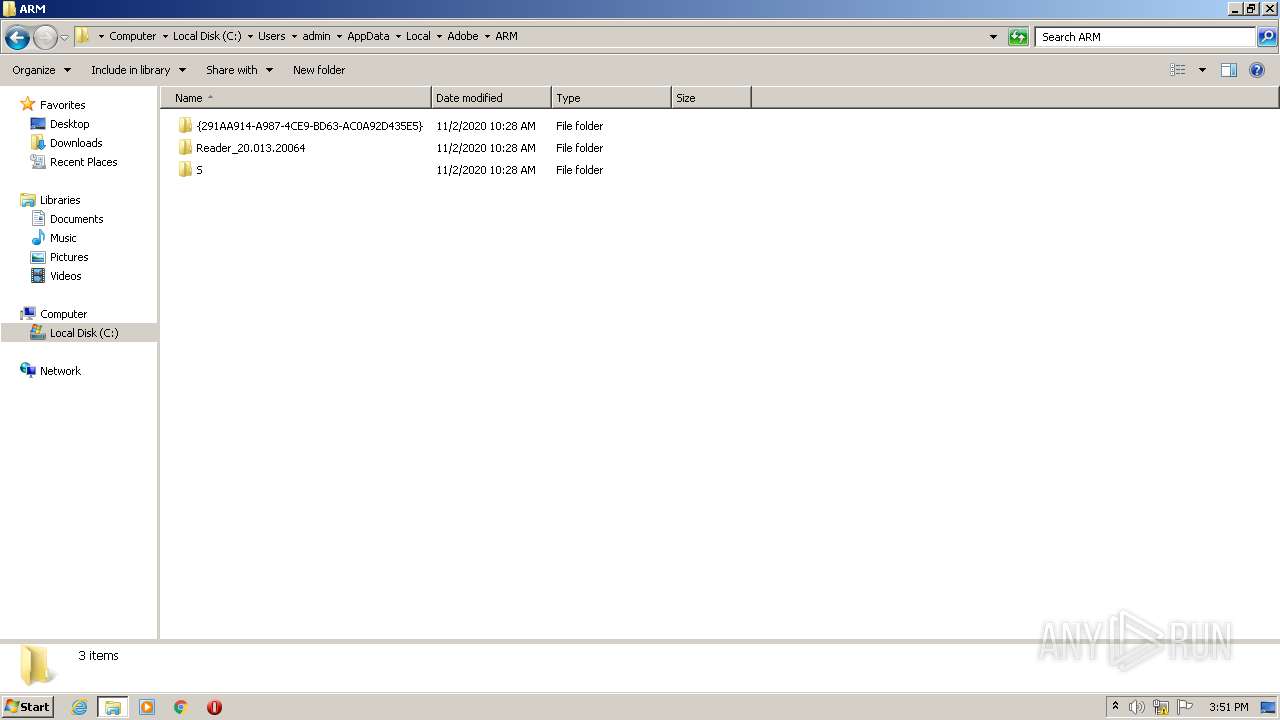 ARM
Computer Local Disk (C:) Users admin AppData Local Adobe ARM
Search ARM
Organize Include in library Share with New folder
Name Date modified Type Size
{291AA914-A987-4CE9-BD63-AC0A92D435E5} 11/2/2020 10:28 AM File folder
Reader_20.013.20064 11/2/2020 10:28 AM File folder
S 11/2/2020 10:28 AM File folder
Favorites
Desktop
Downloads
Recent Places
Libraries
Documents
Music
Pictures
Videos
Computer
Local Disk (C:)
Network
3 items
ANY RUN
Start
3:51 PM